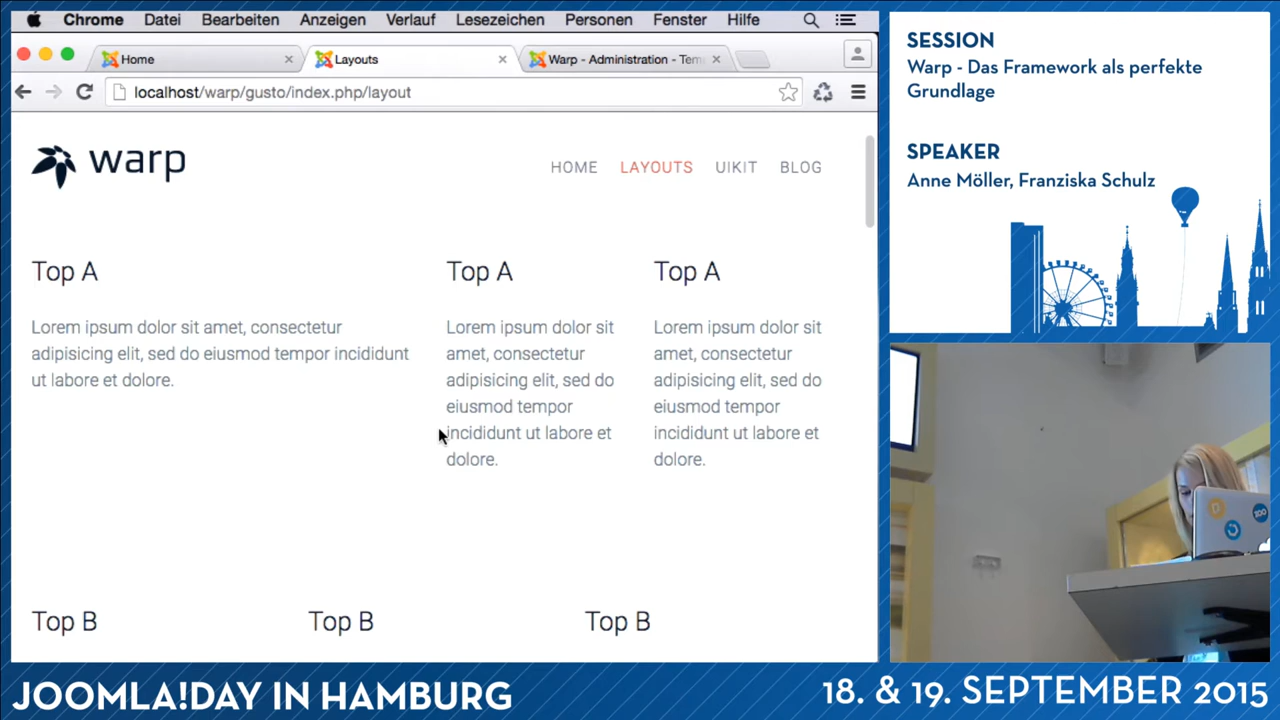 Chrome Datei Bearbeiten Anzeigen Verlauf Lesezeichen Personen Fenster Hilfe
Home Layouts Warp - Administration - Tem
localhost/warp/gusto/index.php/layout
warp
HOME LAYOUTS UIKIT BLOG
Top A
Lorem ipsum dolor sit amet, consectetur
adipisicing elit, sed do eiusmod tempor incididunt
ut labore et dolore.
Top A
Lorem ipsum dolor sit
amet, consectetur
adipisicing elit, sed do
eiusmod tempor
incididunt ut labore et
dolore.
Top A
Lorem ipsum dolor sit
amet, consectetur
adipisicing elit, sed do
eiusmod tempor
incididunt ut labore et
dolore.
Top B Top B Top B
SESSION
Warp - Das Framework als perfekte
Grundlage
SPEAKER
Anne Möller, Franziska Schulz
ZOO
JOOMLA!DAY IN HAMBURG
18. & 19. SEPTEMBER 2015